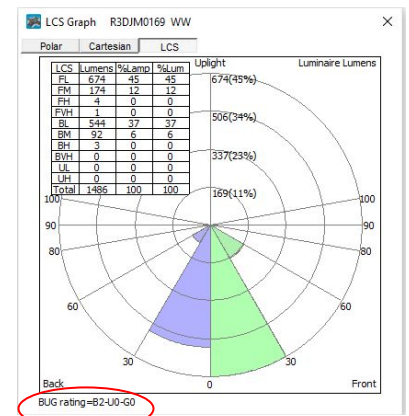 LCS Graph R3DJM0169 WW
Polar Cartesian LCS
Uplight Luminaire Lumens
LCS Lumens %Lamp %Lum
FL 674 45 45
FM 174 12 12
FH 4 0 0
FVH 1 0 0
BL 544 37 37
BM 92 6 6
BH 3 0 0
BVH 0 0 0
UL 0 0 0
UH 0 0 0
Total 1486 100 100
674(45%)
506(34%)
337(23%)
169(11%)
100 100
90 90
80 80
60 60
30 30
Back 0 Front
BUG rating=B2-U0-G0